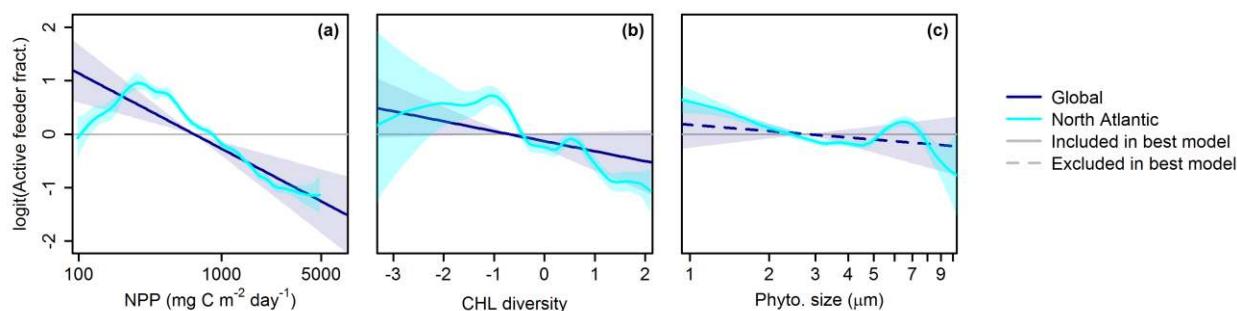 logit(Active feeder fract.)
2
1
0
-1
-2
(a)
100
1000
5000
NPP (mg C m⁻² day⁻¹)
(b)
-3
-2
-1
0
1
2
CHL diversity
(c)
1
2
3
4
5
7
9
Phyto. size (μm)
Global
North Atlantic
Included in best model
Excluded in best model